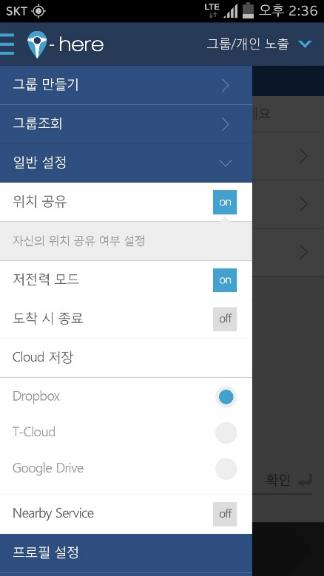 SKT LTE 오후 2:36
- here 그룹/개인 노출
그룹 만들기
그룹조회
일반 설정
위치 공유 on
자신의 위치 공유 여부 설정
저전력 모드 on
도착 시 종료 off
Cloud 저장
Dropbox
T-Cloud
Google Drive
확인
Nearby Service off
프로필 설정